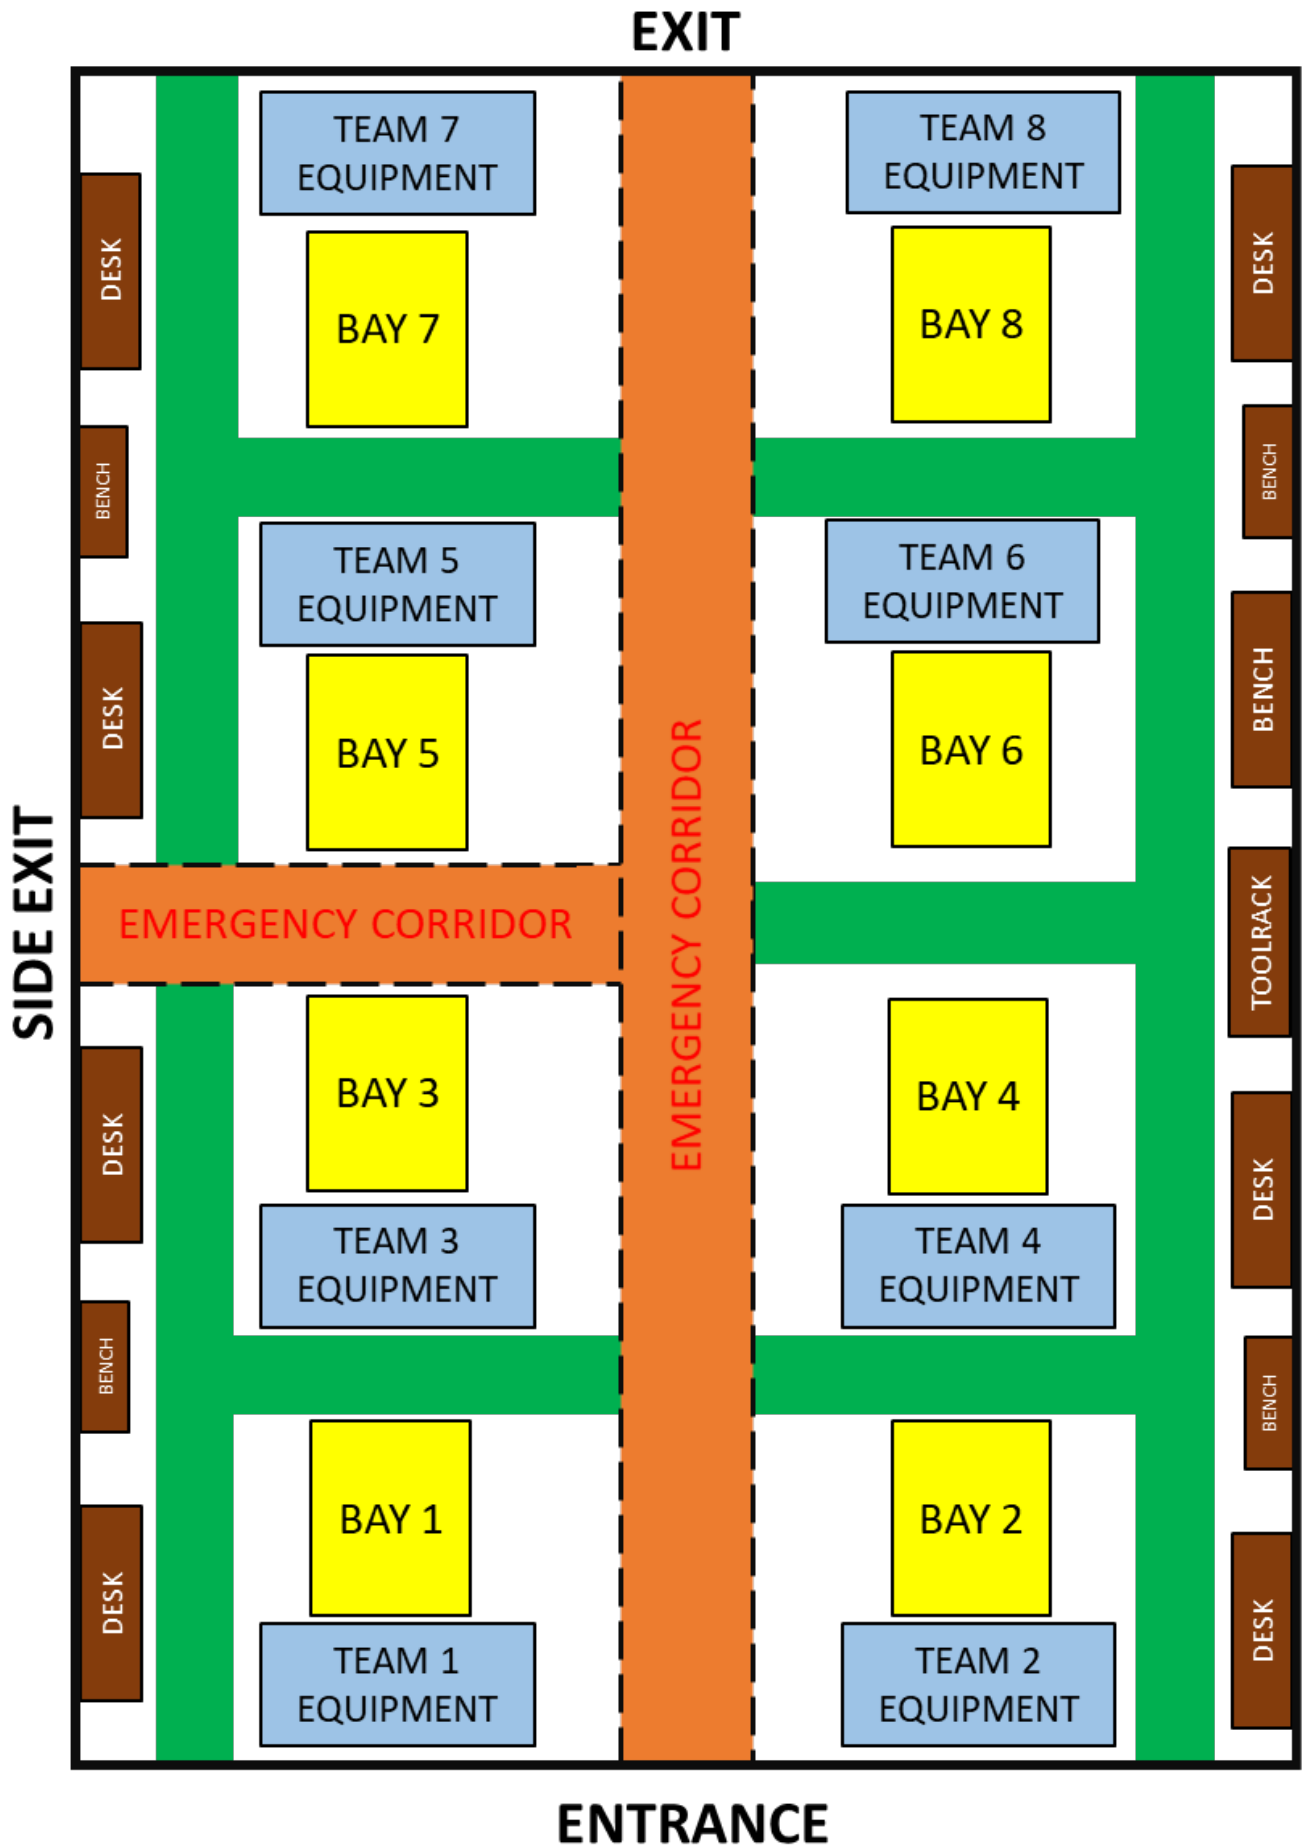 EXIT
TEAM 7
EQUIPMENT
TEAM 8
EQUIPMENT
DESK
BAY 7
BAY 8
DESK
BENCH
BENCH
TEAM 5
EQUIPMENT
TEAM 6
EQUIPMENT
DESK
BAY 5
BAY 6
BENCH
SIDE EXIT
EMERGENCY CORRIDOR
EMERGENCY CORRIDOR
TOOLRACK
DESK
BAY 3
BAY 4
DESK
TEAM 3
EQUIPMENT
TEAM 4
EQUIPMENT
BENCH
BENCH
DESK
BAY 1
BAY 2
DESK
TEAM 1
EQUIPMENT
TEAM 2
EQUIPMENT
ENTRANCE